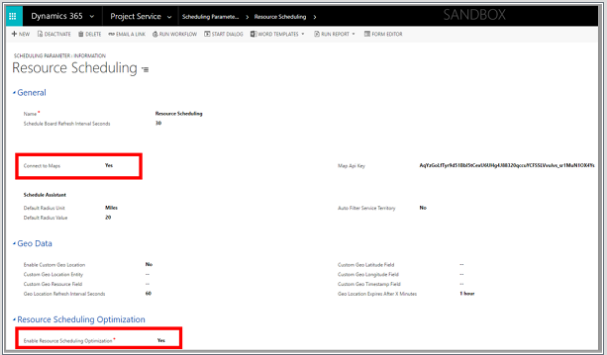 Dynamics 365 Project Service Scheduling Paramete... Resource Scheduling SANDBOX
NEW DEACTIVATE DELETE EMAIL A LINK RUN WORKFLOW START DIALOG WORD TEMPLATES RUN REPORT FORM EDITOR
SCHEDULING PARAMETER : INFORMATION
Resource Scheduling
General
Name * Resource Scheduling
Schedule Board Refresh Interval Seconds 30
Connect to Maps Yes Map Api Key
Schedule Assistant
Default Radius Unit Miles Auto Filter Service Territory No
Default Radius Value 20
Geo Data
Enable Custom Geo Location No Custom Geo Latitude Field --
Custom Geo Location Entity -- Custom Geo Longitude Field --
Custom Geo Resource Field -- Custom Geo Timestamp Field --
Geo Location Refresh Interval Seconds 60 Geo Location Expires After X Minutes 1 hour
Resource Scheduling Optimization
Enable Resource Scheduling Optimization * Yes